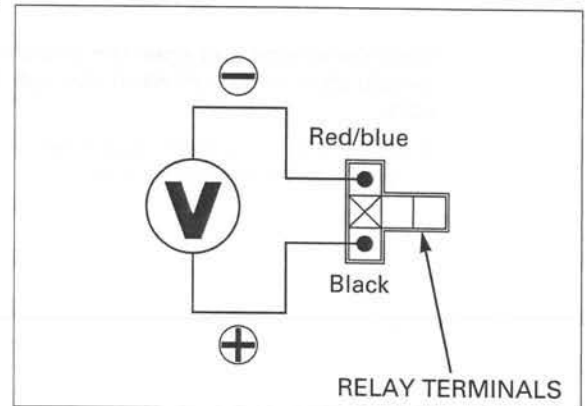 −
Red/blue
V
Black
+
RELAY TERMINALS